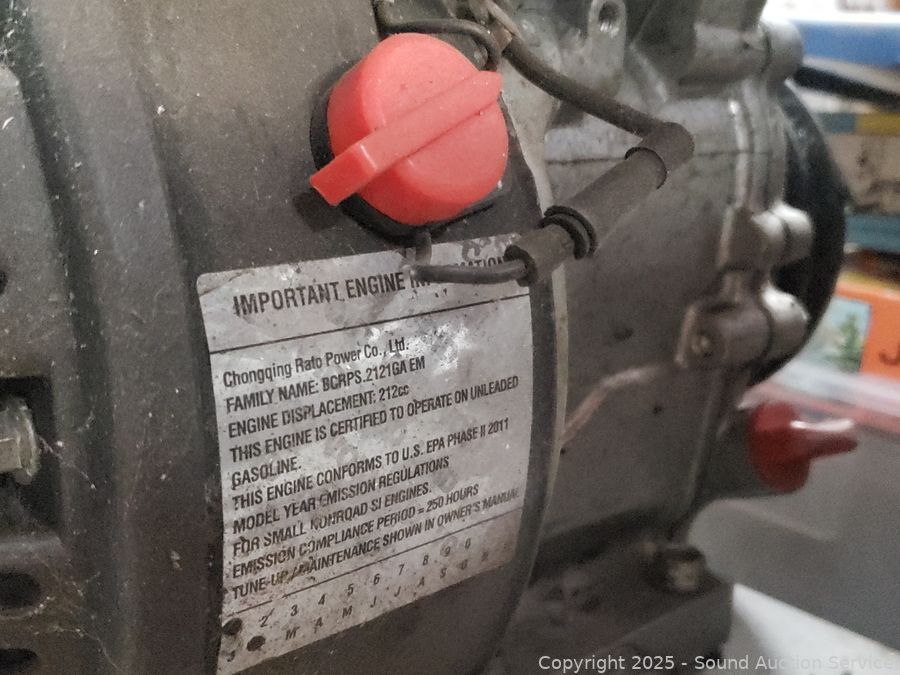 IMPORTANT ENGINE
Chongqing Rato Power Co., Ltd.
FAMILY NAME: BCRPS.2121GA EM
ENGINE DISPLACEMENT: 212cc
THIS ENGINE IS CERTIFIED TO OPERATE ON UNLEADED
GASOLINE.
THIS ENGINE CONFORMS TO U.S. EPA PHASE II 2011
MODEL YEAR EMISSION REGULATIONS
FOR SMALL NONROAD SI ENGINES.
EMISSION COMPLIANCE PERIOD = 250 HOURS
TUNE-UP / MAINTENANCE SHOWN IN OWNER'S MANUAL
2 3 4 5 6 7 8 9 0
J M A M J J A S O
J
Copyright © 2025 - Sound Auction Service